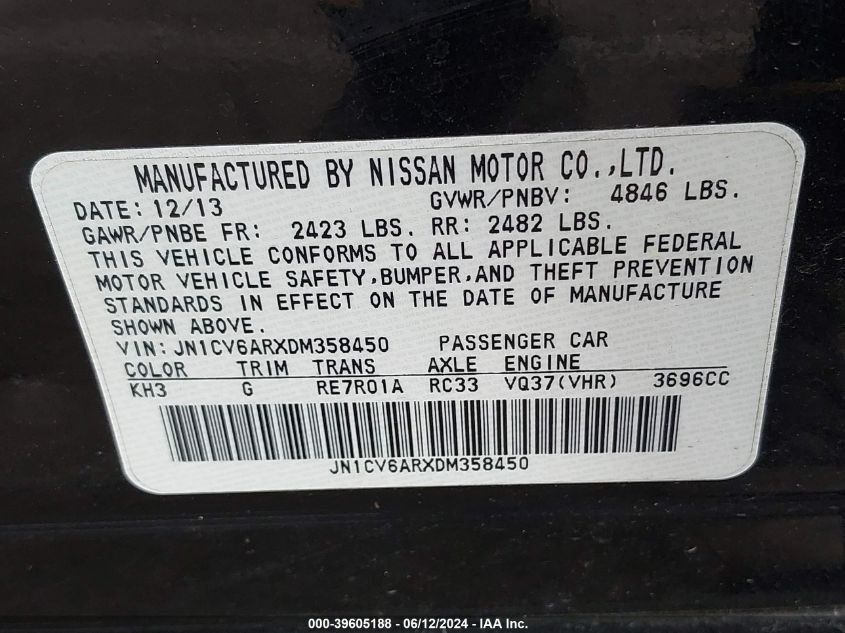 MANUFACTURED BY NISSAN MOTOR CO.,LTD.
DATE: 12/13 GVWR/PNBV: 4846 LBS.
GAWR/PNBE FR: 2423 LBS. RR: 2482 LBS.
THIS VEHICLE CONFORMS TO ALL APPLICABLE FEDERAL
MOTOR VEHICLE SAFETY,BUMPER,AND THEFT PREVENTION
STANDARDS IN EFFECT ON THE DATE OF MANUFACTURE
SHOWN ABOVE.
VIN: JN1CV6ARXDM358450 PASSENGER CAR
COLOR TRIM TRANS AXLE ENGINE
KH3 G RE7R01A RC33 VQ37(VHR) 3696CC
JN1CV6ARXDM358450
000-39605188 - 06/12/2024 - IAA Inc.